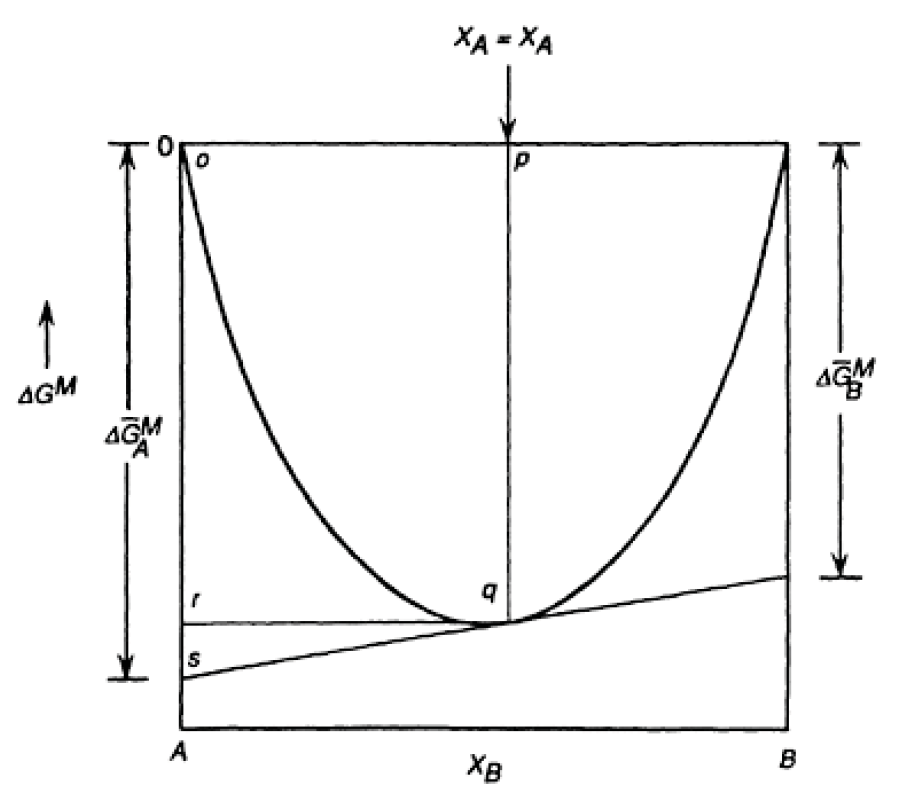 X_A = X_A
0
o
p
ΔG^M
ΔḠ_A^M
ΔḠ_B^M
r
q
s
A
X_B
B